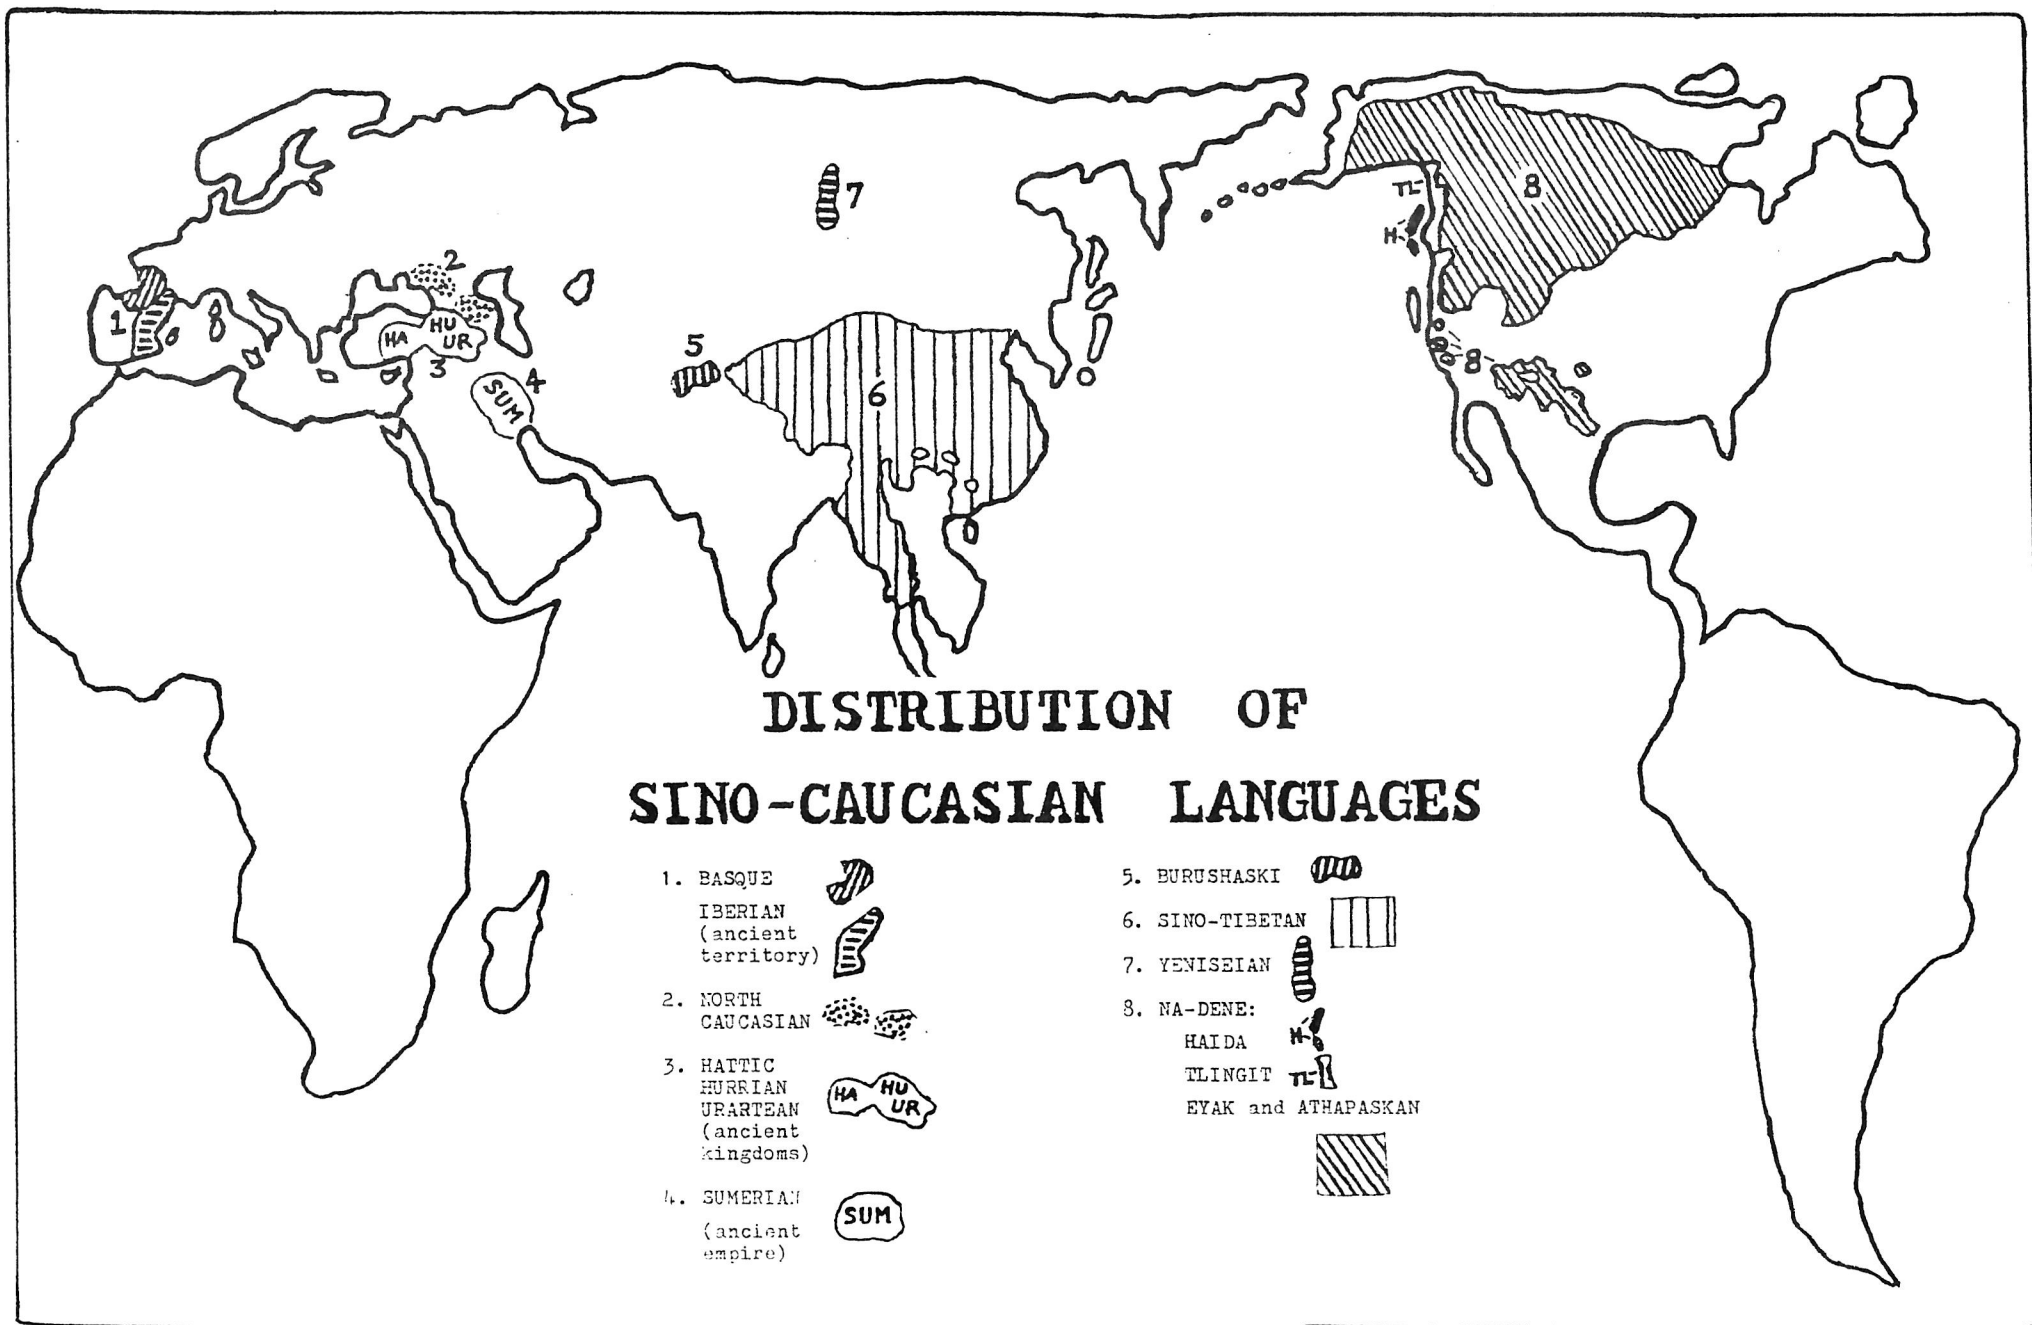 1
2
HA
HU
UR
3
4
SUM
5
6
7
8
TL-
H
8
DISTRIBUTION OF
SINO-CAUCASIAN LANGUAGES
1. BASQUE
IBERIAN
(ancient
territory)
2. NORTH
CAUCASIAN
3. HATTIC
HURRIAN
URARTEAN
(ancient
kingdoms)
HA
HU
UR
4. SUMERIAN
(ancient
empire)
SUM
5. BURUSHASKI
6. SINO-TIBETAN
7. YENISEIAN
8. NA-DENE:
HAIDA H
TLINGIT TL-
EYAK and ATHAPASKAN